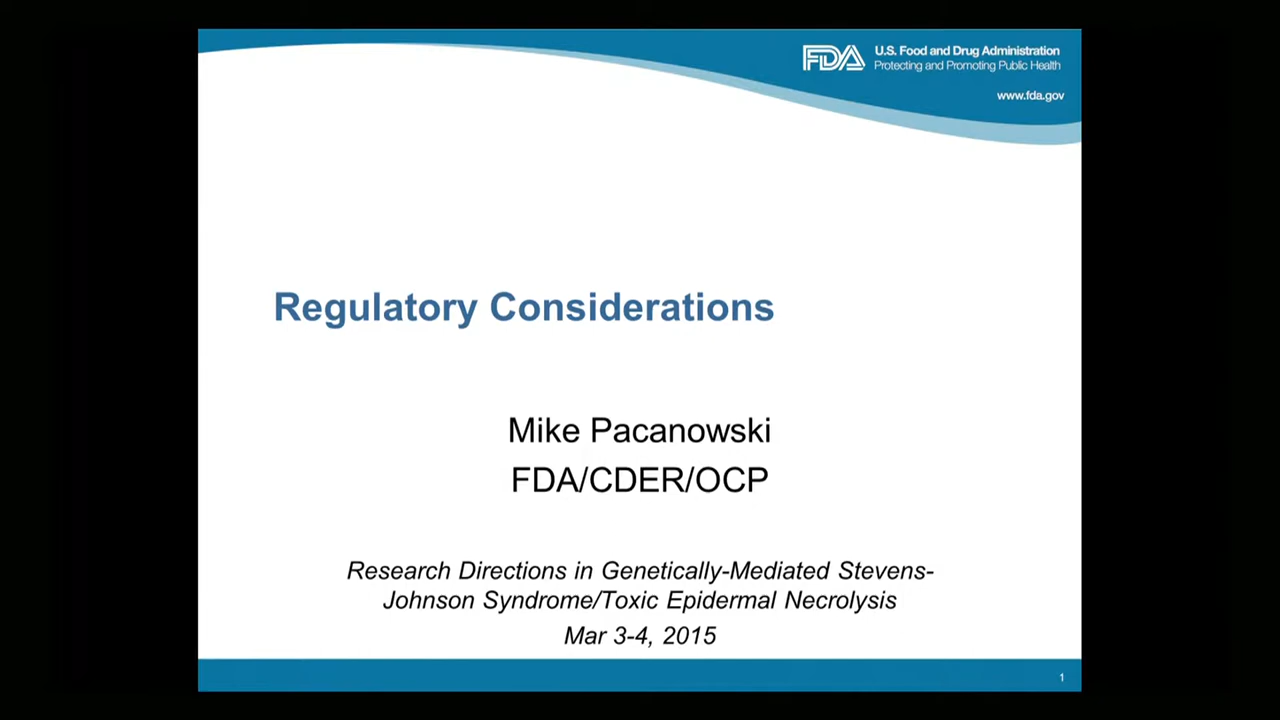 FDA U.S. Food and Drug Administration
Protecting and Promoting Public Health
www.fda.gov
Regulatory Considerations
Mike Pacanowski
FDA/CDER/OCP
Research Directions in Genetically-Mediated Stevens-
Johnson Syndrome/Toxic Epidermal Necrolysis
Mar 3-4, 2015
1